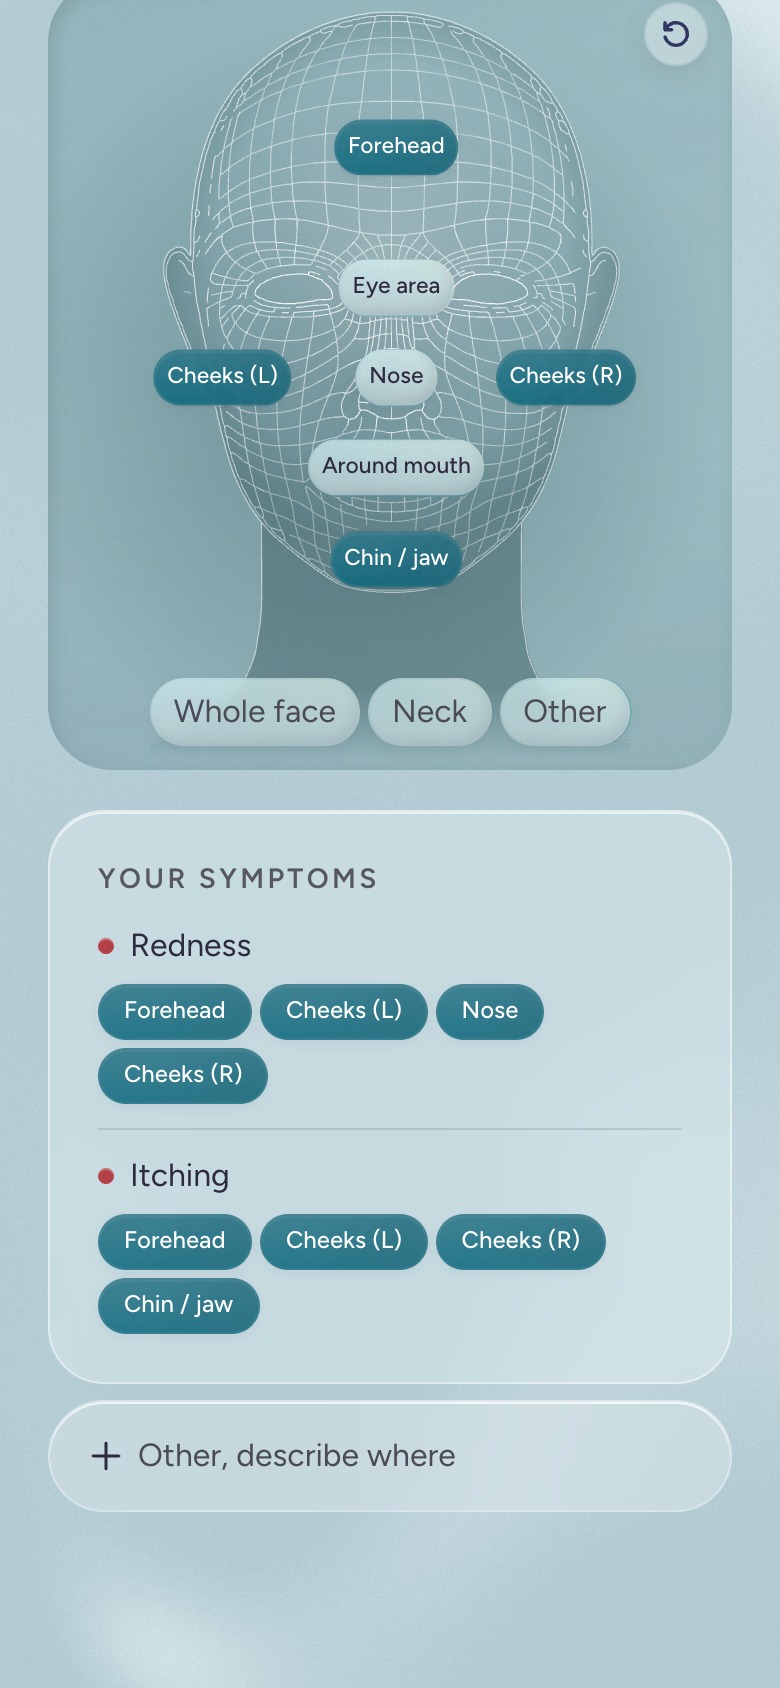 Forehead
Eye area
Cheeks (L) Nose Cheeks (R)
Around mouth
Chin / jaw
Whole face Neck Other
YOUR SYMPTOMS
Redness
Forehead Cheeks (L) Nose
Cheeks (R)
Itching
Forehead Cheeks (L) Cheeks (R)
Chin / jaw
Other, describe where